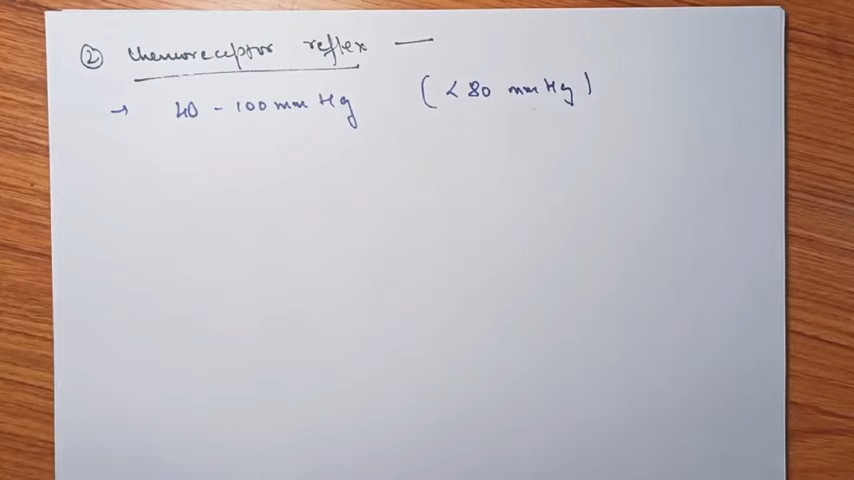 ② chemoreceptor reflex —
→ 40 - 100 mm Hg (< 80 mm Hg)